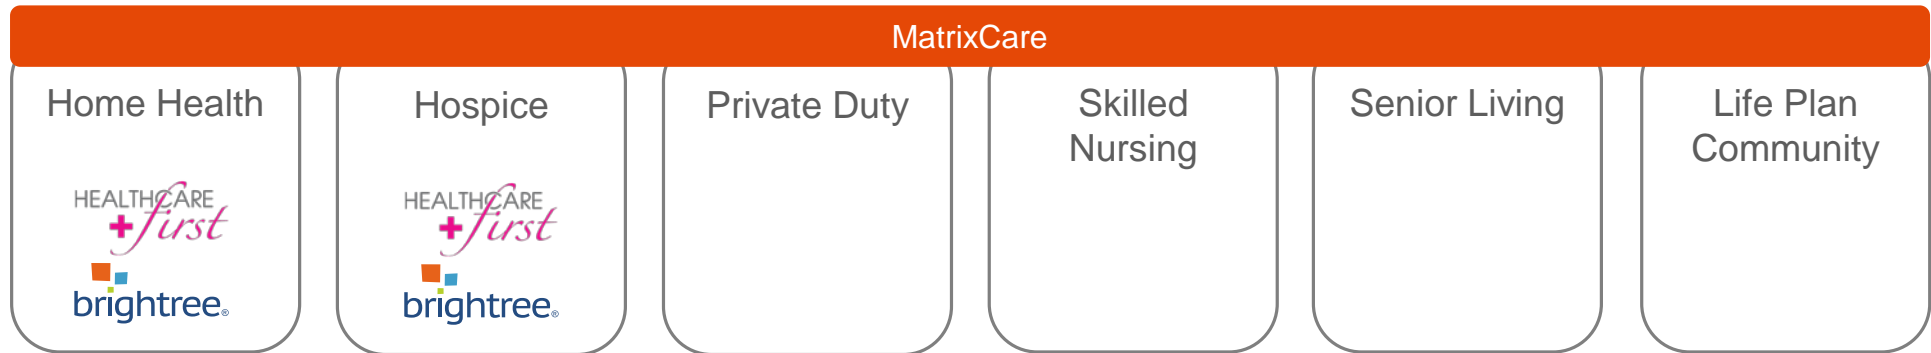 MatrixCare
Home Health
HEALTHCARE
first
brightree®
Hospice
HEALTHCARE
first
brightree®
Private Duty
Skilled
Nursing
Senior Living
Life Plan
Community